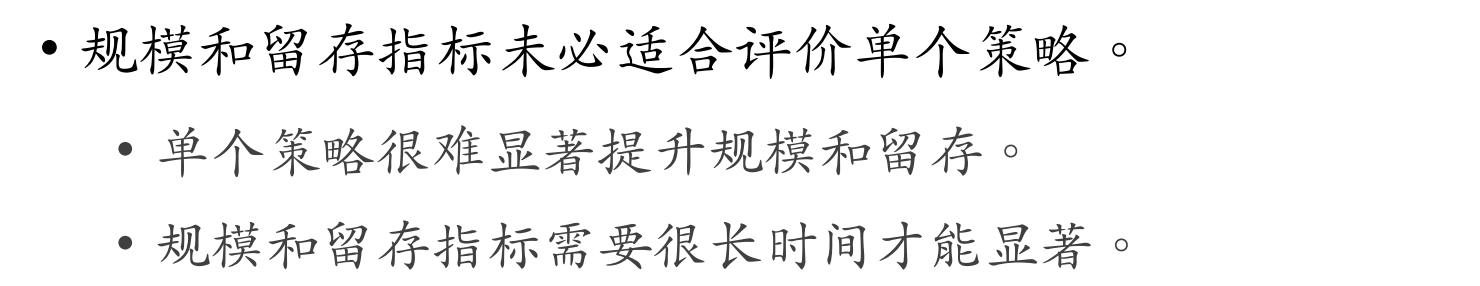 • 规模和留存指标未必适合评价单个策略。
• 单个策略很难显著提升规模和留存。
• 规模和留存指标需要很长时间才能显著。